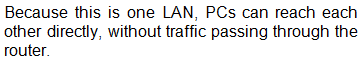 Because this is one LAN, PCs can reach each
other directly, without traffic passing through the
router.